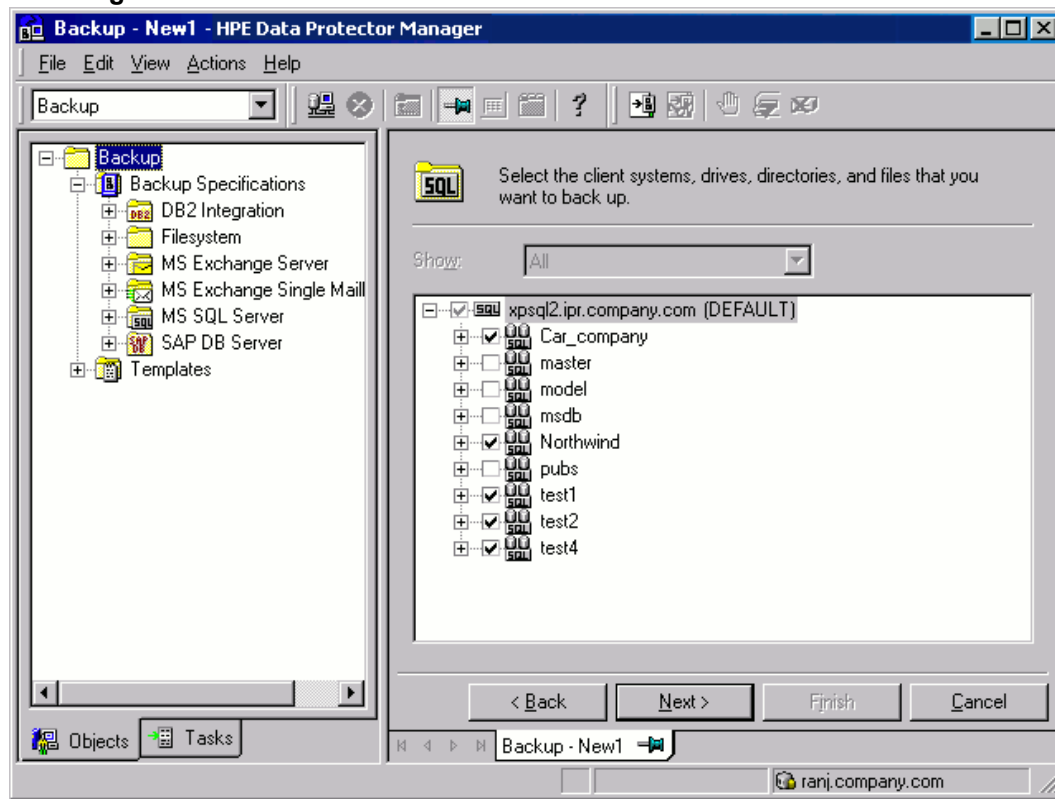 Backup - New1 - HPE Data Protector Manager
File Edit View Actions Help
Backup
Backup
Backup Specifications
DB2 Integration
Filesystem
MS Exchange Server
MS Exchange Single Mail
MS SQL Server
SAP DB Server
Templates
Objects
Tasks
SQL
Select the client systems, drives, directories, and files that you
want to back up.
Show:
All
SQL xpsql2.ipr.company.com (DEFAULT)
Car_company
master
model
msdb
Northwind
pubs
test1
test2
test4
< Back
Next >
Finish
Cancel
Backup - New1
ranj.company.com